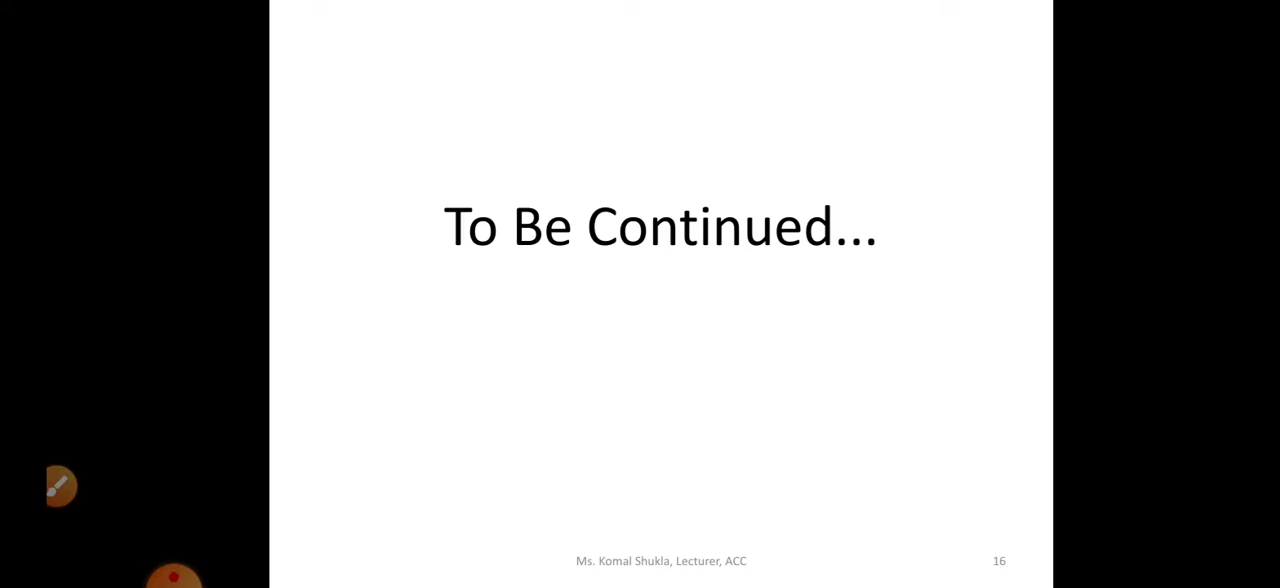 To Be Continued...
Ms. Komal Shukla, Lecturer, ACC
16